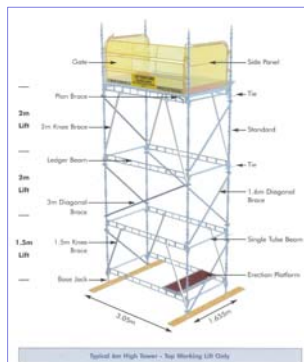 Gate
Side Panel
Plan Brace
Tie
2m
Lift
2m Knee Brace
Standard
Ledger Beam
Tie
2m
Lift
1.6m Diagonal
Brace
3m Diagonal
Brace
1.5m
Lift
1.5m Knee
Brace
Single Tube Beam
Base Jack
Erection Platform
3.05m
1.655m
Typical 6m High Tower - Top Working Lift Only